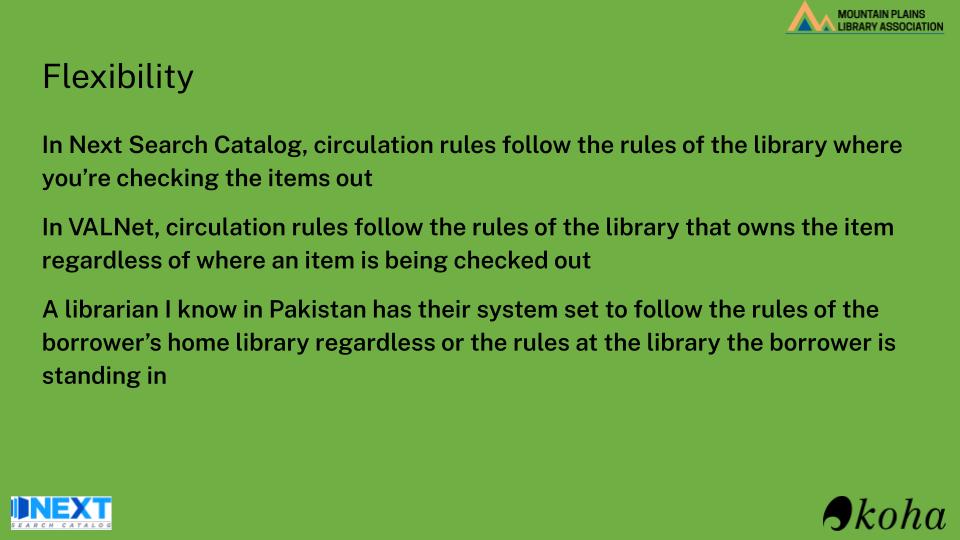 MOUNTAIN PLAINS
LIBRARY ASSOCIATION
Flexibility
In Next Search Catalog, circulation rules follow the rules of the library where
you’re checking the items out
In VALNet, circulation rules follow the rules of the library that owns the item
regardless of where an item is being checked out
A librarian I know in Pakistan has their system set to follow the rules of the
borrower’s home library regardless or the rules at the library the borrower is
standing in
NEXT
SEARCH CATALOG
koha